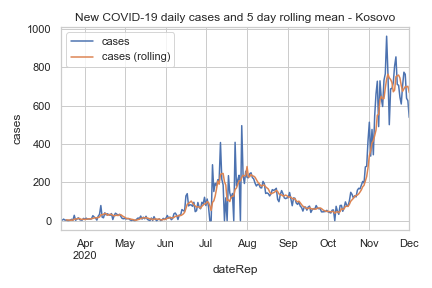 New COVID-19 daily cases and 5 day rolling mean - Kosovo
cases
cases (rolling)
1000
800
600
400
200
0
cases
Apr May Jun Jul Aug Sep Oct Nov Dec
2020
dateRep